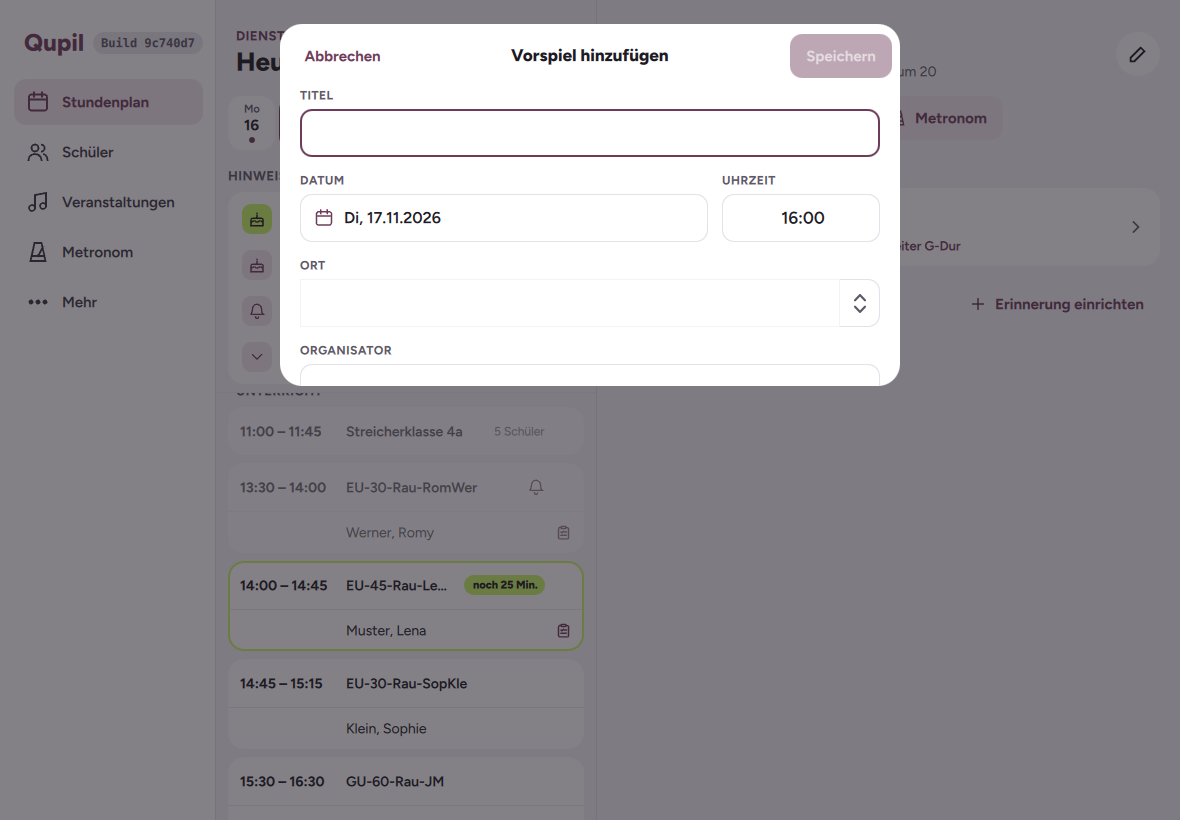 Qupil
Build 9c740d7
Stundenplan
Schüler
Veranstaltungen
Metronom
Mehr
Mo
16
Abbrechen
Vorspiel hinzufügen
Speichern
TITEL
DATUM
UHRZEIT
Di, 17.11.2026
16:00
ORT
ORGANISATOR
um 20
Metronom
G-Dur
Erinnerung einrichten
11:00 – 11:45
Streicherklasse 4a
5 Schüler
13:30 – 14:00
EU-30-Rau-RomWer
Werner, Romy
14:00 – 14:45
EU-45-Rau-Le...
noch 25 Min.
Muster, Lena
14:45 – 15:15
EU-30-Rau-SopKle
Klein, Sophie
15:30 – 16:30
GU-60-Rau-JM